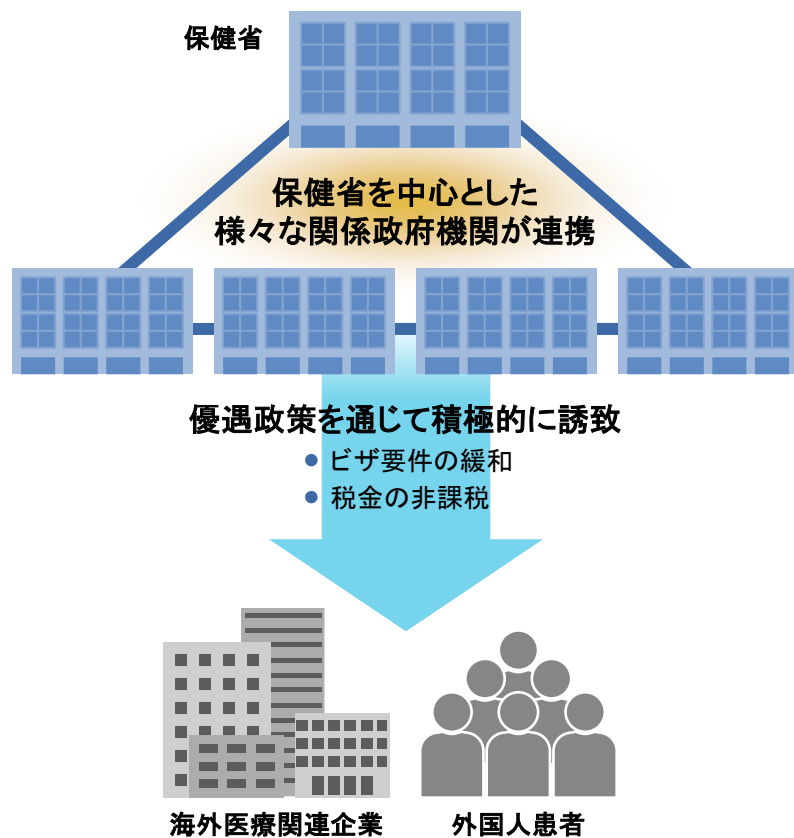 保健省
保健省を中心とした
様々な関係政府機関が連携
優遇政策を通じて積極的に誘致
● ビザ要件の緩和
● 税金の非課税
海外医療関連企業
外国人患者